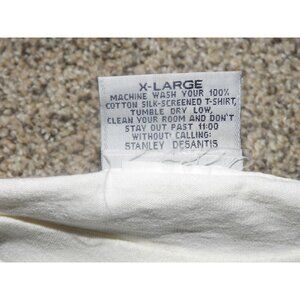 X-LARGE
MACHINE WASH YOUR 100%
COTTON SILK-SCREENED T-SHIRT,
TUMBLE DRY LOW,
CLEAN YOUR ROOM AND DON'T
STAY OUT PAST 11:00
WITHOUT CALLING:
STANLEY DESANTIS